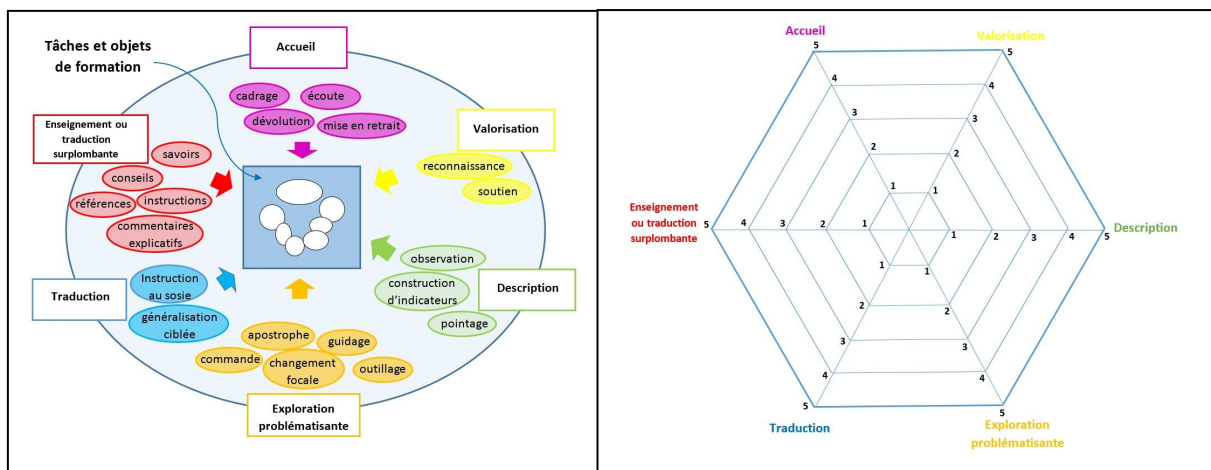 Tâches et objets
de formation
Accueil
cadrage
écoute
dévolution
mise en retrait
Enseignement ou
traduction
surplombante
savoirs
conseils
références
instructions
commentaires
explicatifs
Valorisation
reconnaissance
soutien
Traduction
Instruction
au sosie
généralisation
ciblée
observation
construction
d'indicateurs
pointage
Description
apostrophe
guidage
commande
changement
focale
outillage
Exploration
problématisante
Accueil
Valorisation
5
5
4
4
3
3
2
2
1
1
Enseignement
ou traduction
surplombante
5
4
3
2
1
1
2
3
4
5
Description
1
1
2
2
3
3
4
4
5
5
Traduction
Exploration
problématisante